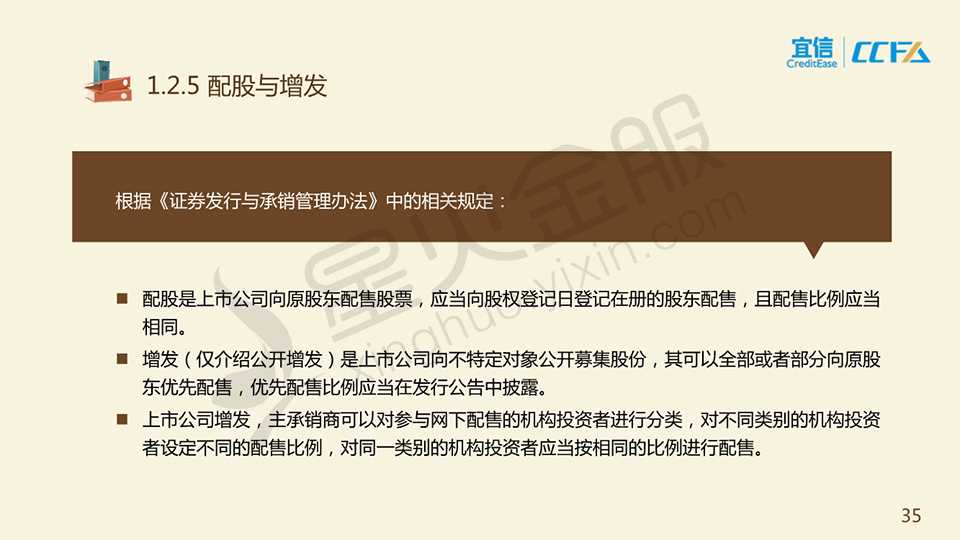 宜信
CreditEase
CCFA
1.2.5 配股与增发
根据《证券发行与承销管理办法》中的相关规定：
星火金服
xinghuo.yixin.com
■ 配股是上市公司向原股东配售股票，应当向股权登记日登记在册的股东配售，且配售比例应当
相同。
■ 增发（仅介绍公开增发）是上市公司向不特定对象公开募集股份，其可以全部或者部分向原股
东优先配售，优先配售比例应当在发行公告中披露。
■ 上市公司增发，主承销商可以对参与网下配售的机构投资者进行分类，对不同类别的机构投资
者设定不同的配售比例，对同一类别的机构投资者应当按相同的比例进行配售。
35